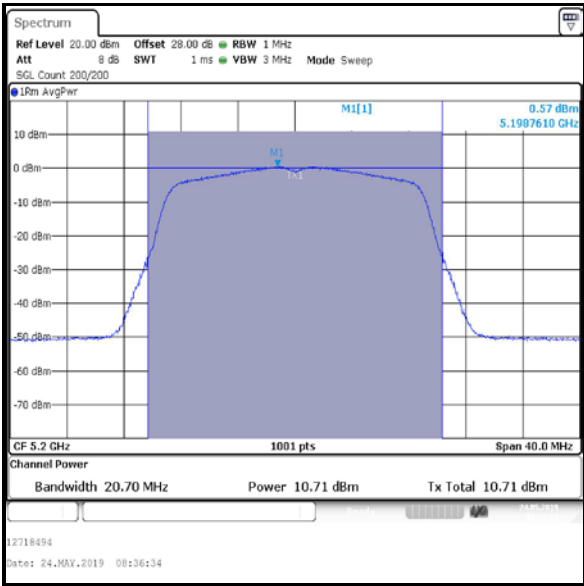 Spectrum
Ref Level 20.00 dBm Offset 28.00 dB RBW 1 MHz
Att 8 dB SWT 1 ms VBW 3 MHz Mode Sweep
SGL Count 200/200
1Rm AvgPwr
M1[1] 0.57 dBm
5.1987610 GHz
10 dBm
M1
0 dBm
TX1
-10 dBm
-20 dBm
-30 dBm
-40 dBm
-50 dBm
-60 dBm
-70 dBm
CF 5.2 GHz 1001 pts Span 40.0 MHz
Channel Power
Bandwidth 20.70 MHz Power 10.71 dBm Tx Total 10.71 dBm
Ready 24.05.2019
12718494
Date: 24.MAY.2019 08:36:34